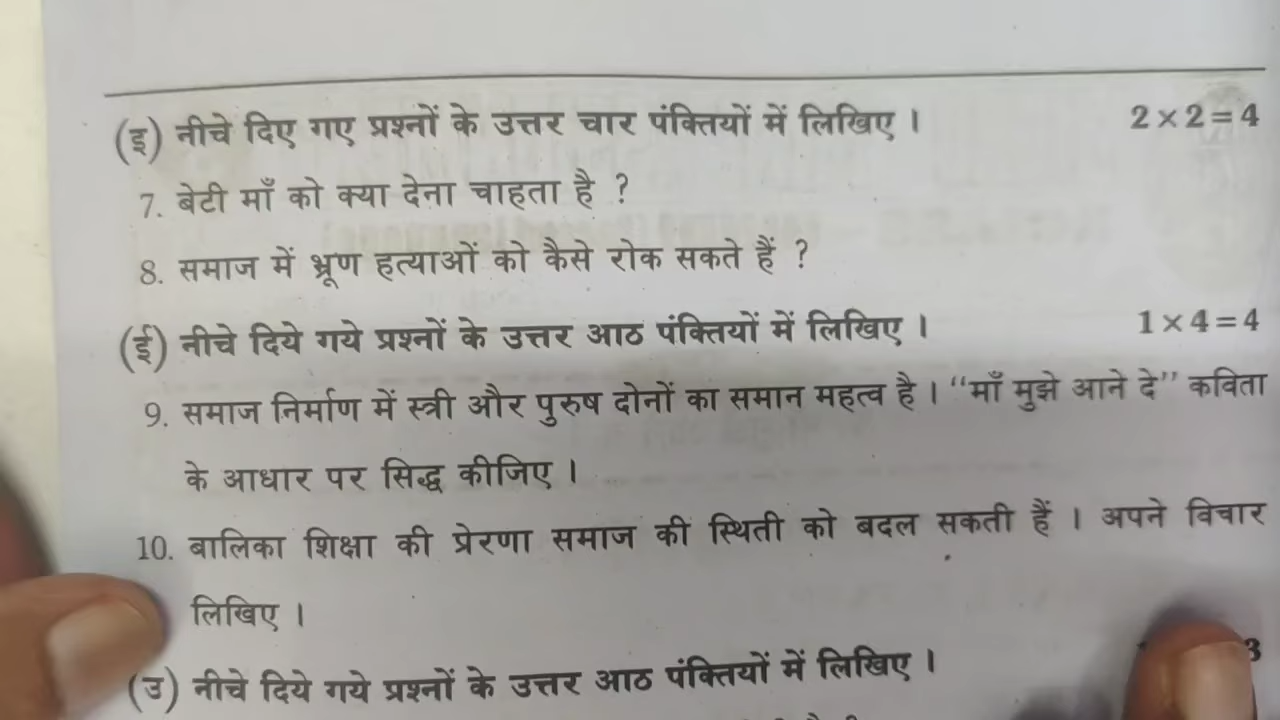 (इ) नीचे दिए गए प्रश्नों के उत्तर चार पंक्तियों में लिखिए । 2 × 2 = 4
7. बेटी माँ को क्या देना चाहता है ?
8. समाज में भ्रूण हत्याओं को कैसे रोक सकते हैं ?
(ई) नीचे दिये गये प्रश्नों के उत्तर आठ पंक्तियों में लिखिए । 1 × 4 = 4
9. समाज निर्माण में स्त्री और पुरुष दोनों का समान महत्व है । "माँ मुझे आने दे" कविता
के आधार पर सिद्ध कीजिए ।
10. बालिका शिक्षा की प्रेरणा समाज की स्थिती को बदल सकती हैं । अपने विचार
लिखिए ।
(उ) नीचे दिये गये प्रश्नों के उत्तर आठ पंक्तियों में लिखिए । 3